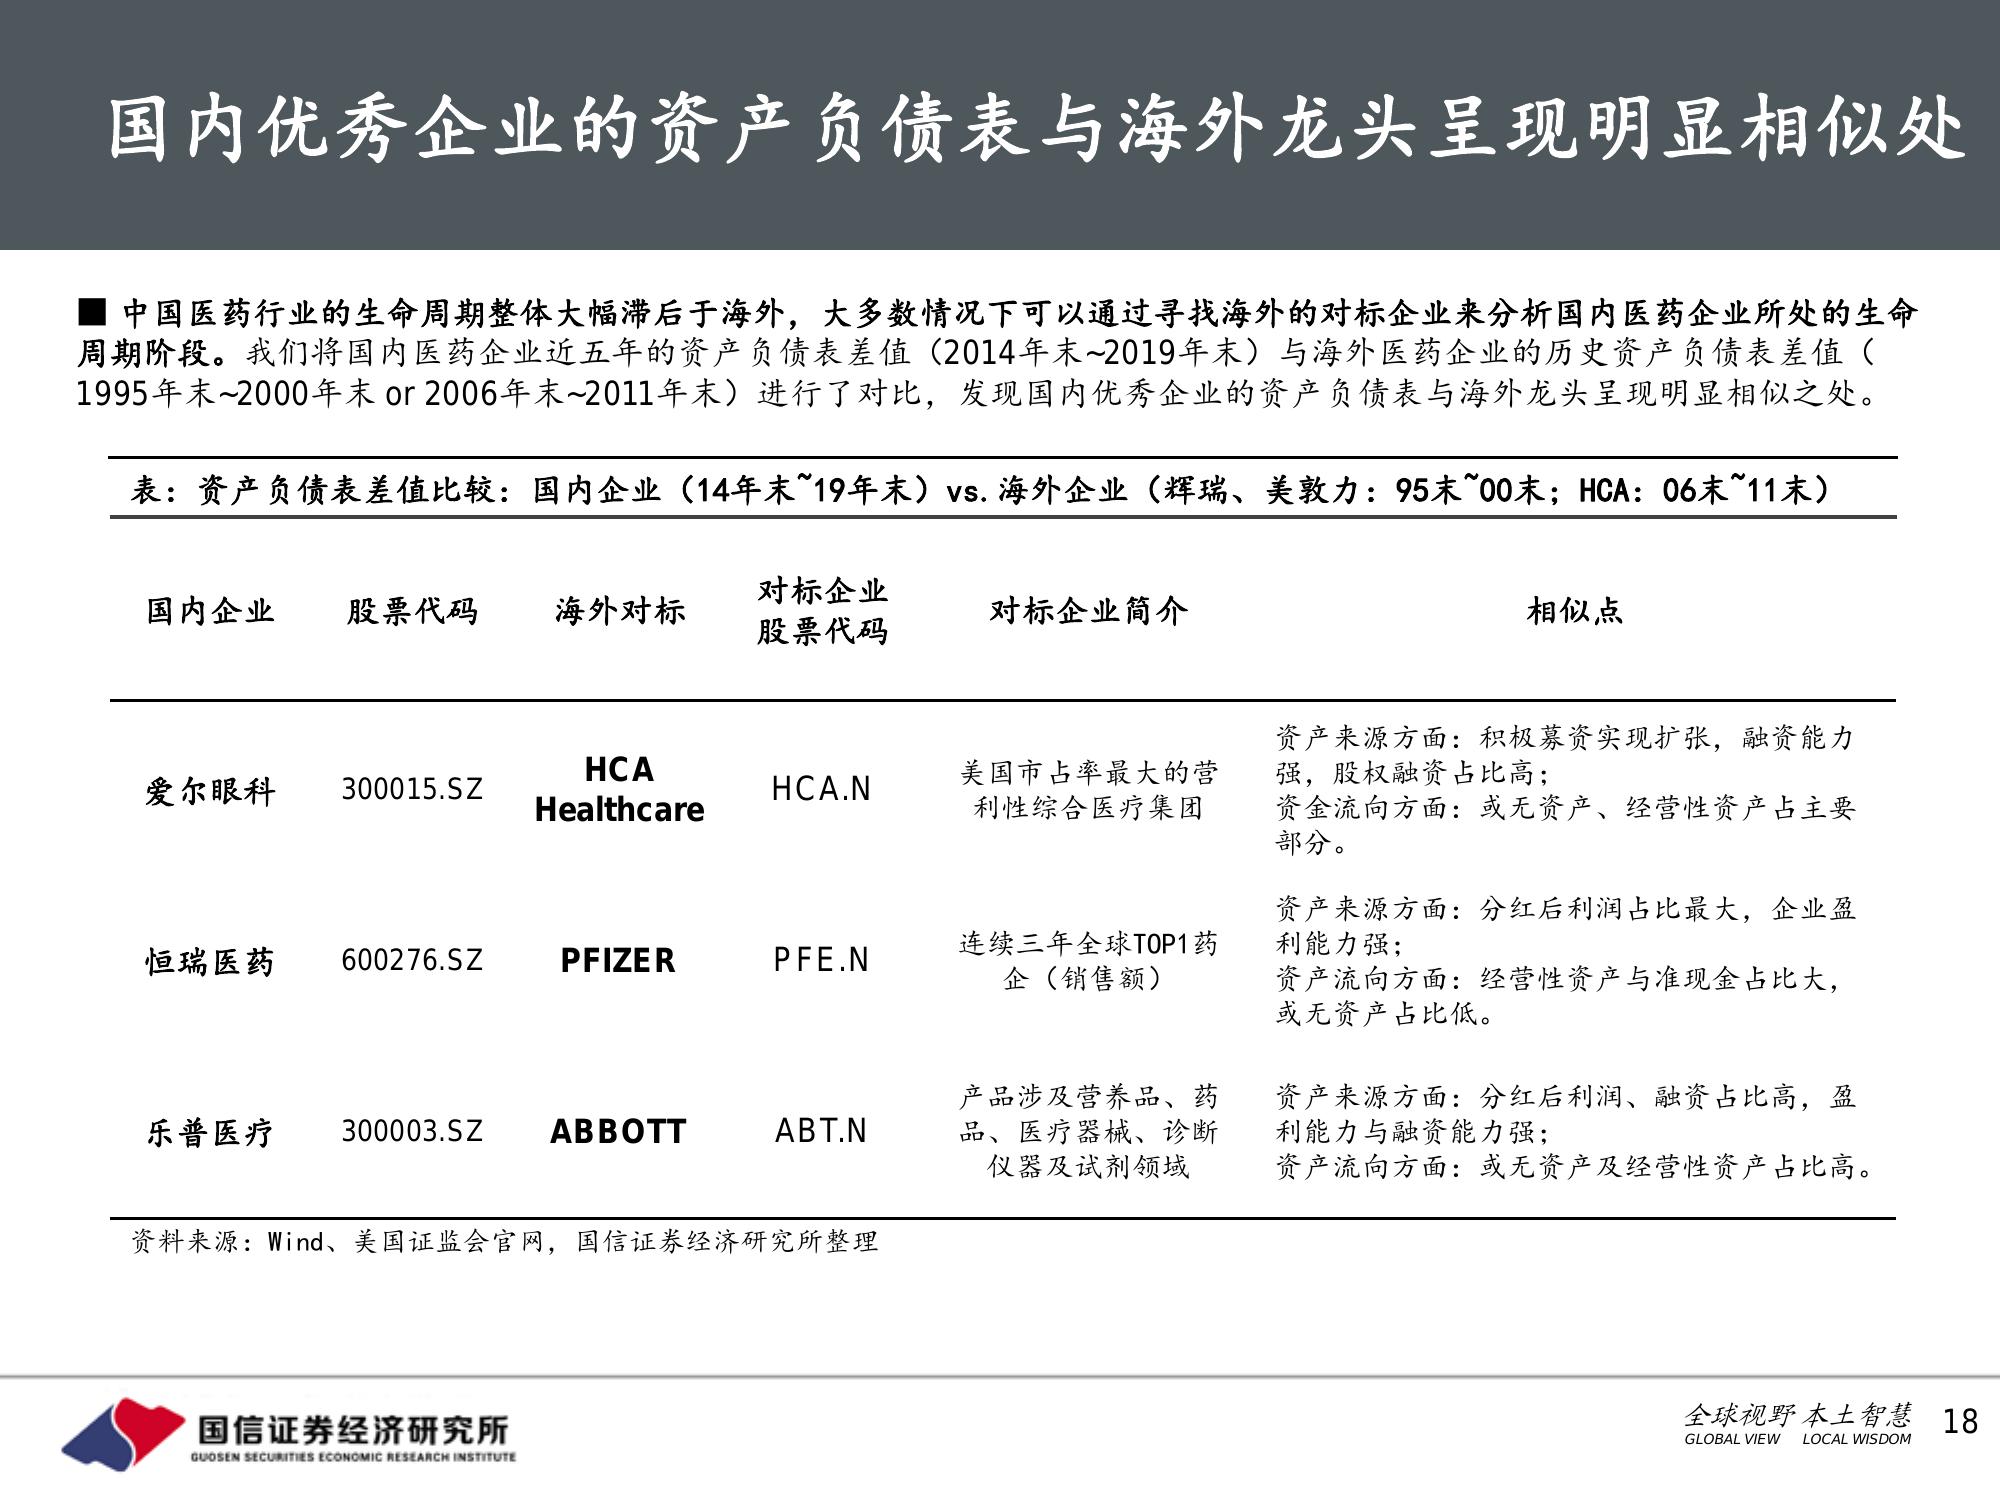 国内优秀企业的资产负债表与海外龙头呈现明显相似处
■ 中国医药行业的生命周期整体大幅滞后于海外，大多数情况下可以通过寻找海外的对标企业来分析国内医药企业所处的生命
周期阶段。我们将国内医药企业近五年的资产负债表差值（2014年末~2019年末）与海外医药企业的历史资产负债表差值（
1995年末~2000年末 or 2006年末~2011年末）进行了对比，发现国内优秀企业的资产负债表与海外龙头呈现明显相似之处。
表：资产负债表差值比较：国内企业（14年末~19年末）vs.海外企业（辉瑞、美敦力：95末~00末；HCA：06末~11末）
国内企业 股票代码 海外对标 对标企业 对标企业简介 相似点
股票代码
爱尔眼科
300015.SZ
HCA
Healthcare
HCA.N
美国市占率最大的营
利性综合医疗集团
资产来源方面：积极募资实现扩张，融资能力
强，股权融资占比高；
资金流向方面：或无资产、经营性资产占主要
部分。
恒瑞医药
600276.SZ
PFIZER
PFE.N
连续三年全球TOP1药
企（销售额）
资产来源方面：分红后利润占比最大，企业盈
利能力强；
资产流向方面：经营性资产与准现金占比大，
或无资产占比低。
乐普医疗
300003.SZ
ABBOTT
ABT.N
产品涉及营养品、药
品、医疗器械、诊断
仪器及试剂领域
资产来源方面：分红后利润、融资占比高，盈
利能力与融资能力强；
资产流向方面：或无资产及经营性资产占比高。
资料来源：Wind、美国证监会官网，国信证券经济研究所整理
国信证券经济研究所
GUOSEN SECURITIES ECONOMIC RESEARCH INSTITUTE
全球视野 本土智慧
GLOBAL VIEW LOCAL WISDOM
18